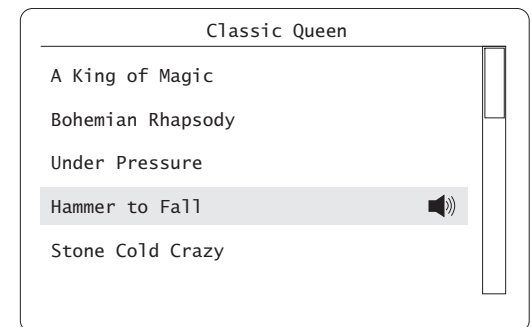 Classic Queen
A King of Magic
Bohemian Rhapsody
Under Pressure
Hammer to Fall
Stone Cold Crazy